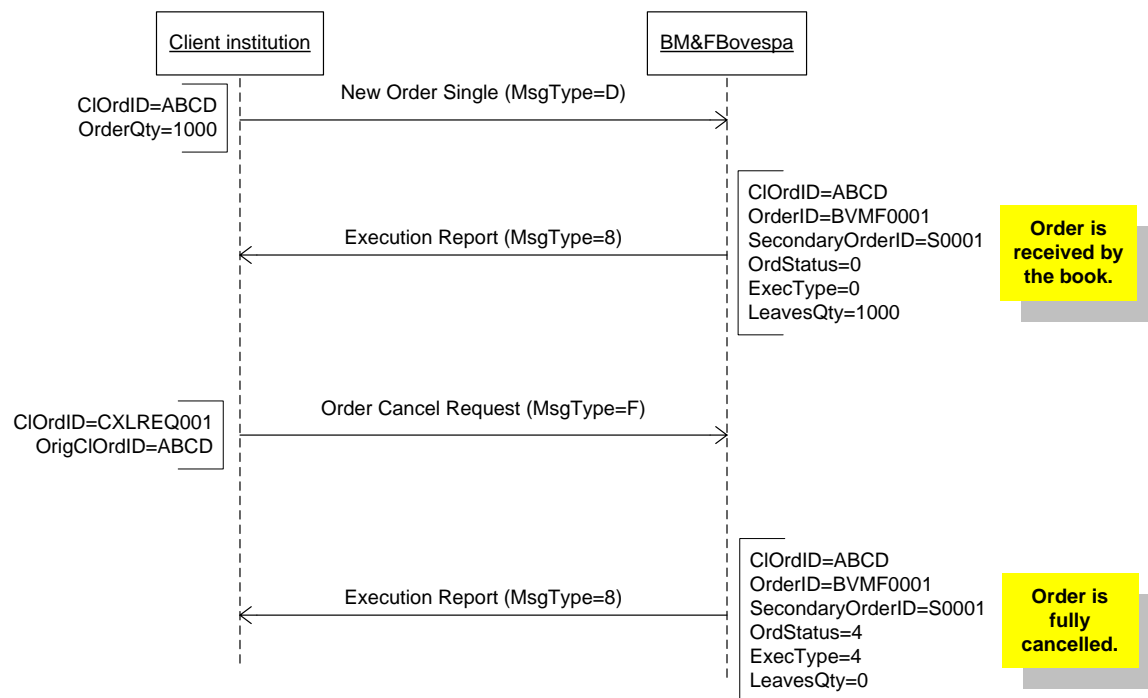 Client institution
BM&FBovespa
ClOrdID=ABCD
OrderQty=1000
New Order Single (MsgType=D)
ClOrdID=ABCD
OrderID=BVMF0001
SecondaryOrderID=S0001
OrdStatus=0
ExecType=0
LeavesQty=1000
Execution Report (MsgType=8)
Order is
received by
the book.
ClOrdID=CXLREQ001
OrigClOrdID=ABCD
Order Cancel Request (MsgType=F)
ClOrdID=ABCD
OrderID=BVMF0001
SecondaryOrderID=S0001
OrdStatus=4
ExecType=4
LeavesQty=0
Execution Report (MsgType=8)
Order is
fully
cancelled.